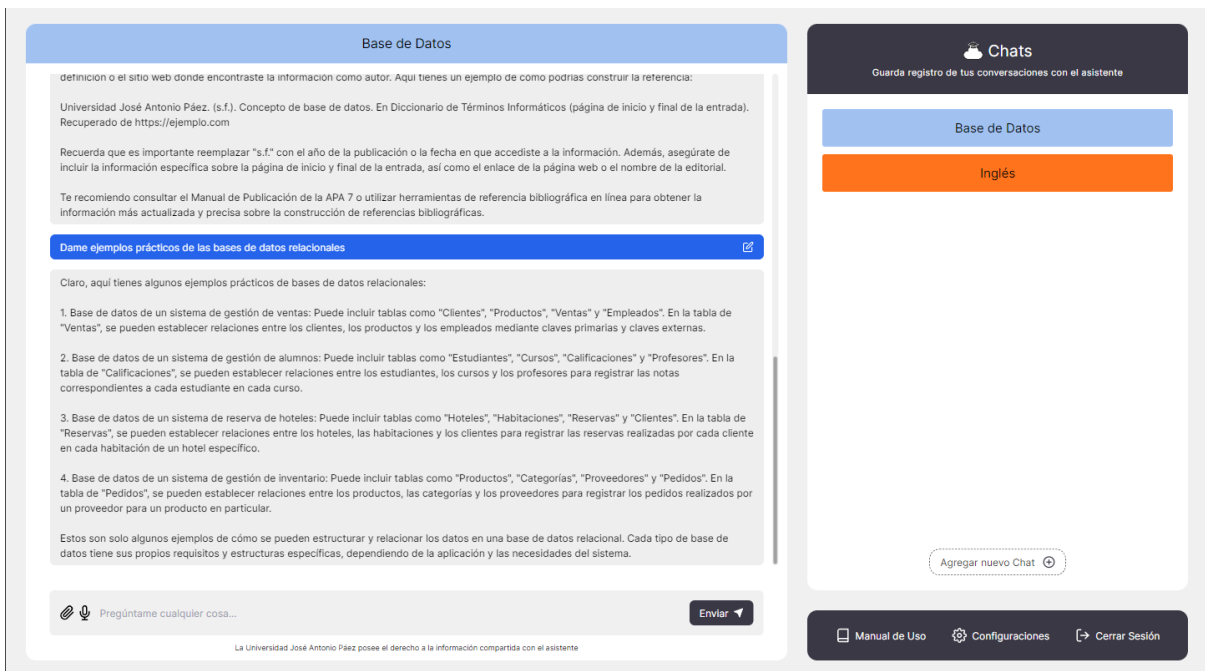 Base de Datos
definición o el sitio web donde encontraste la información como autor. Aquí tienes un ejemplo de cómo podrías construir la referencia:
Universidad José Antonio Páez. (s.f.). Concepto de base de datos. En Diccionario de Términos Informáticos (página de inicio y final de la entrada).
Recuperado de https://ejemplo.com
Recuerda que es importante reemplazar "s.f." con el año de la publicación o la fecha en que accediste a la información. Además, asegúrate de
incluir la información específica sobre la página de inicio y final de la entrada, así como el enlace de la página web o el nombre de la editorial.
Te recomiendo consultar el Manual de Publicación de la APA 7 o utilizar herramientas de referencia bibliográfica en línea para obtener la
información más actualizada y precisa sobre la construcción de referencias bibliográficas.
Dame ejemplos prácticos de las bases de datos relacionales
Claro, aquí tienes algunos ejemplos prácticos de bases de datos relacionales:
1. Base de datos de un sistema de gestión de ventas: Puede incluir tablas como "Clientes", "Productos", "Ventas" y "Empleados". En la tabla de
"Ventas", se pueden establecer relaciones entre los clientes, los productos y los empleados mediante claves primarias y claves externas.
2. Base de datos de un sistema de gestión de alumnos: Puede incluir tablas como "Estudiantes", "Cursos", "Calificaciones" y "Profesores". En la
tabla de "Calificaciones", se pueden establecer relaciones entre los estudiantes, los cursos y los profesores para registrar las notas
correspondientes a cada estudiante en cada curso.
3. Base de datos de un sistema de reserva de hoteles: Puede incluir tablas como "Hoteles", "Habitaciones", "Reservas" y "Clientes". En la tabla de
"Reservas", se pueden establecer relaciones entre los hoteles, las habitaciones y los clientes para registrar las reservas realizadas por cada cliente
en cada habitación de un hotel específico.
4. Base de datos de un sistema de gestión de inventario: Puede incluir tablas como "Productos", "Categorías", "Proveedores" y "Pedidos". En la
tabla de "Pedidos", se pueden establecer relaciones entre los productos, las categorías y los proveedores para registrar los pedidos realizados por
un proveedor para un producto en particular.
Estos son solo algunos ejemplos de cómo se pueden estructurar y relacionar los datos en una base de datos relacional. Cada tipo de base de
datos tiene sus propios requisitos y estructuras específicas, dependiendo de la aplicación y las necesidades del sistema.
Pregúntame cualquier cosa...
Enviar
La Universidad José Antonio Páez posee el derecho a la información compartida con el asistente
Chats
Guarda registro de tus conversaciones con el asistente
Base de Datos
Inglés
Agregar nuevo Chat
Manual de Uso
Configuraciones
Cerrar Sesión